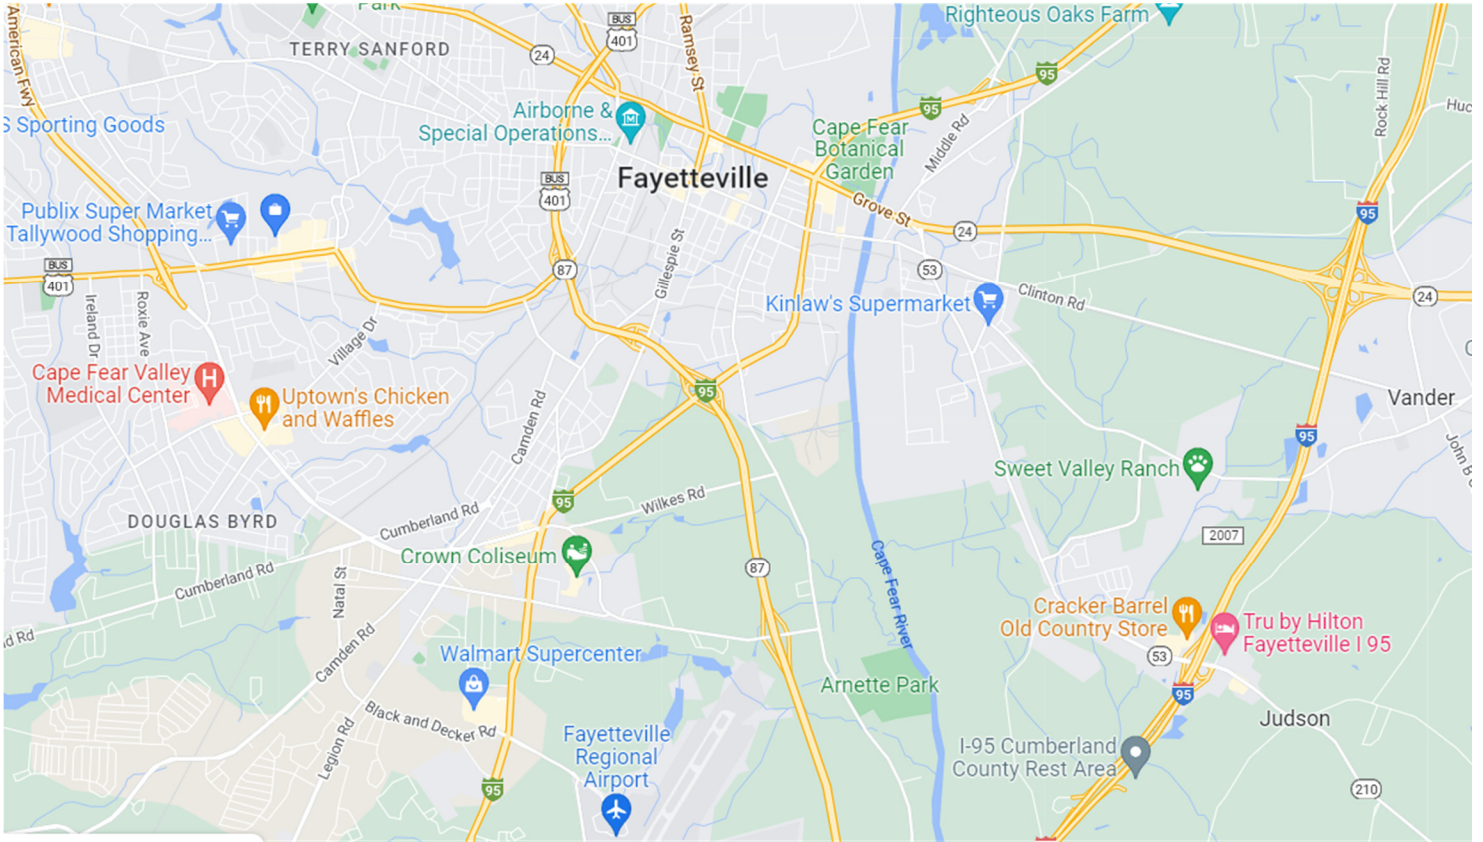 Park
Righteous Oaks Farm
American Fwy
TERRY SANFORD
BUS
401
24
Ramsey St
95
95
Rock Hill Rd
Huc
S Sporting Goods
Airborne &
Special Operations...
Cape Fear
Botanical
Garden
Middle Rd
Fayetteville
BUS
401
Publix Super Market
Tallywood Shopping...
Grove St
24
95
BUS
401
87
Gillespie St
53
Clinton Rd
24
Kinlaw's Supermarket
Ireland Dr
Roxie Ave
Village Dr
Cape Fear Valley
Medical Center
Uptown's Chicken
and Waffles
95
Vander
Camden Rd
95
John B
Sweet Valley Ranch
95
Wilkes Rd
DOUGLAS BYRD
Cumberland Rd
2007
Crown Coliseum
87
Cape Fear River
Cumberland Rd
Natal St
Cracker Barrel
Old Country Store
Tru by Hilton
Fayetteville I 95
d Rd
Camden Rd
Walmart Supercenter
53
Arnette Park
95
Black and Decker Rd
Judson
Legion Rd
Fayetteville
Regional
Airport
I-95 Cumberland
County Rest Area
95
210